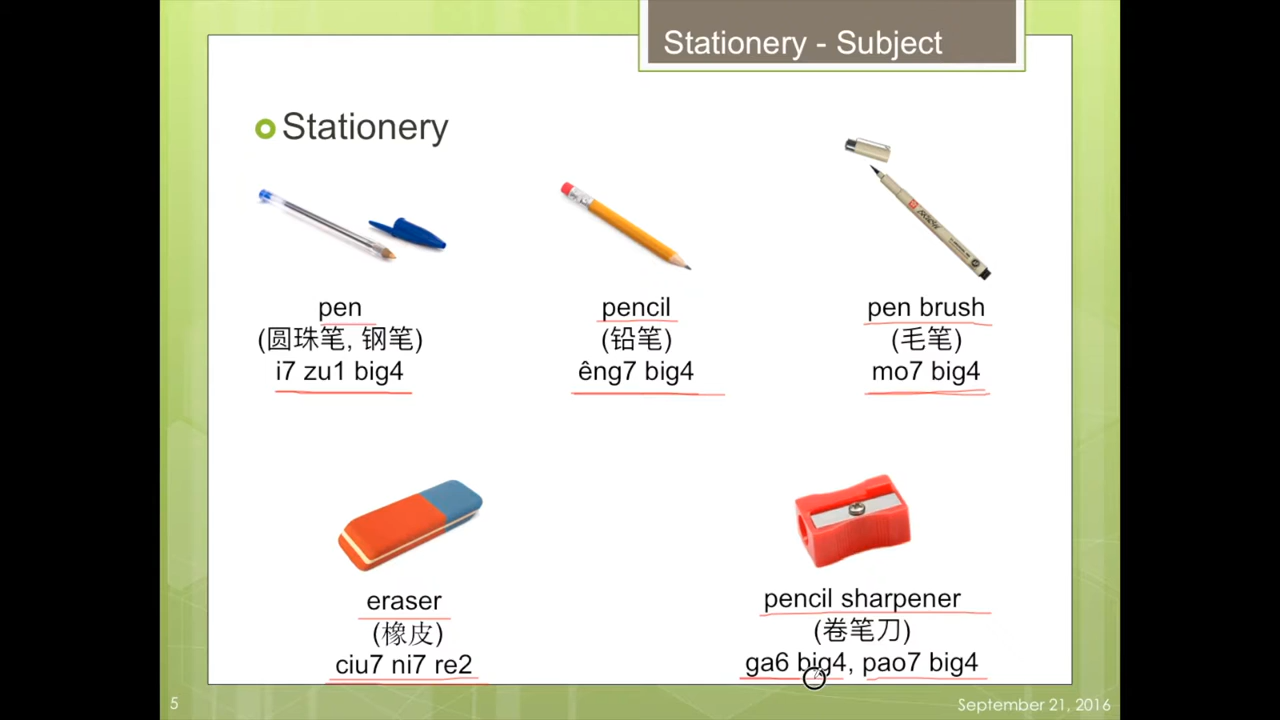 Stationery - Subject
Stationery
pen
(圆珠笔, 钢笔)
i7 zu1 big4
pencil
(铅笔)
êng7 big4
pen brush
(毛笔)
mo7 big4
eraser
(橡皮)
ciu7 ni7 re2
pencil sharpener
(卷笔刀)
ga6 big4, pao7 big4
5
September 21, 2016